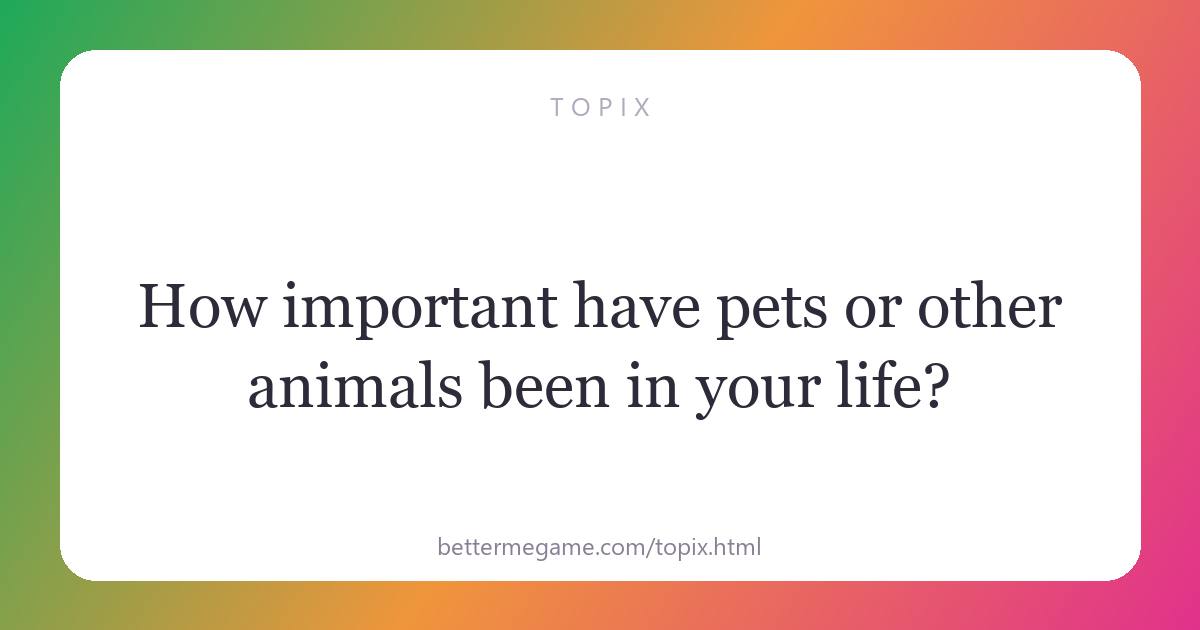 TOPIX
How important have pets or other
animals been in your life?
bettermegame.com/topix.html